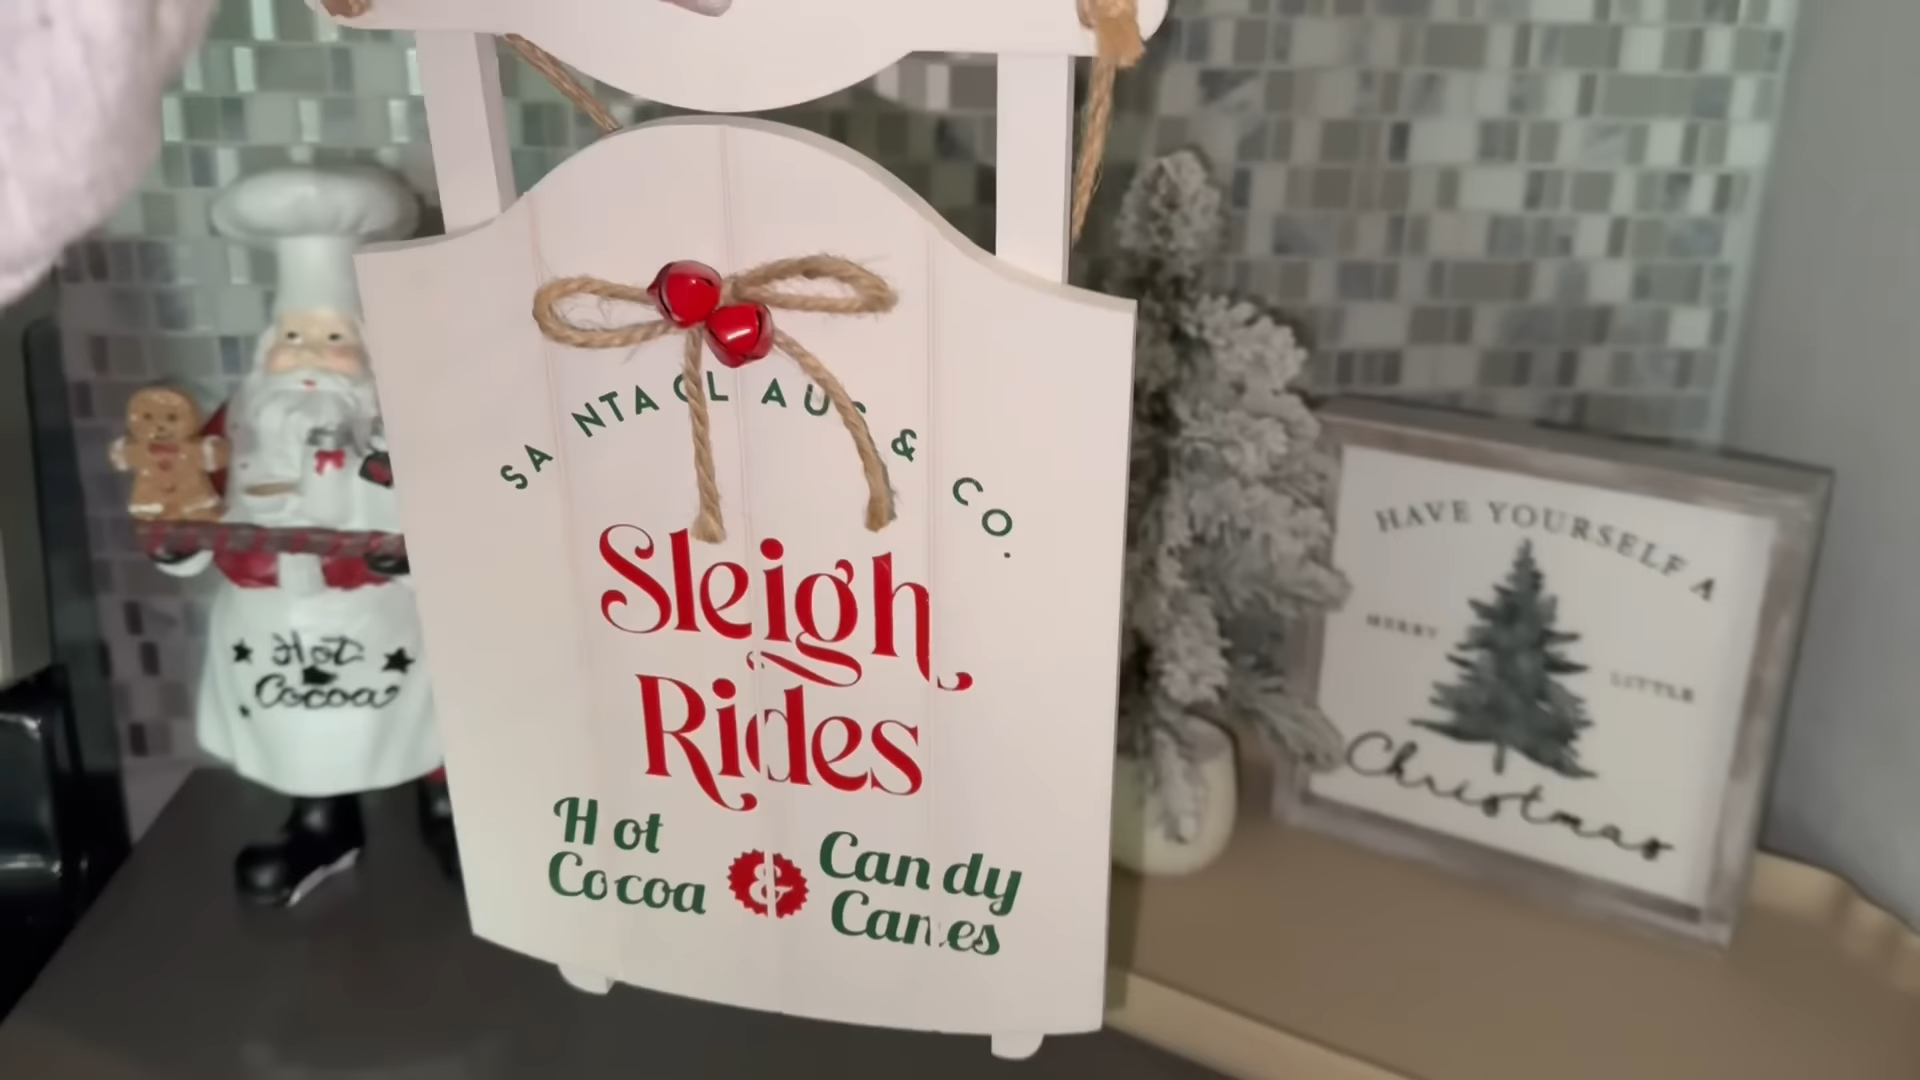 SANTA CLAUS & CO.
Sleigh
Rides
Hot
Cocoa
&
Candy
Canes
Hot
Cocoa
HAVE YOURSELF A
MERRY
LITTLE
Christmas